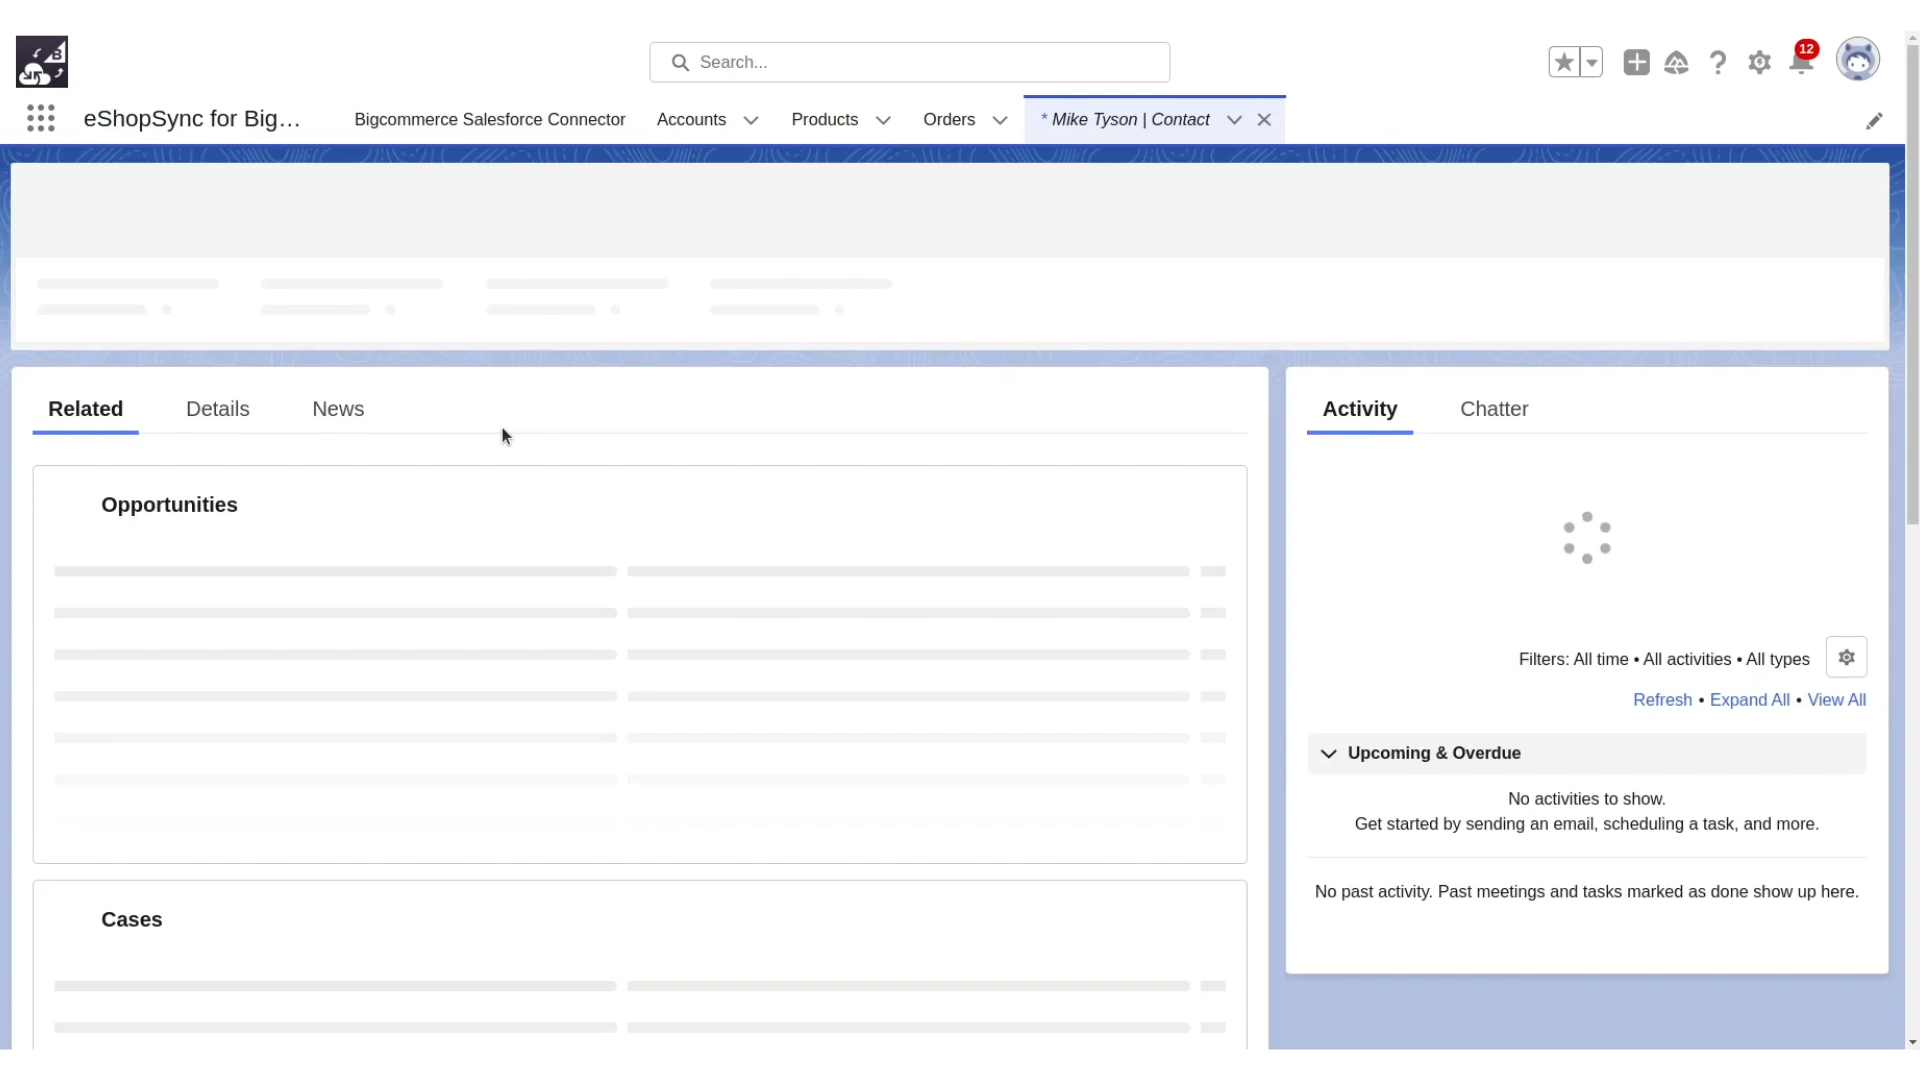 Search...
12
eShopSync for Big...
Bigcommerce Salesforce Connector
Accounts
Products
Orders
* Mike Tyson | Contact
Related
Details
News
Opportunities
Cases
Activity
Chatter
Filters: All time • All activities • All types
Refresh • Expand All • View All
Upcoming & Overdue
No activities to show.
Get started by sending an email, scheduling a task, and more.
No past activity. Past meetings and tasks marked as done show up here.